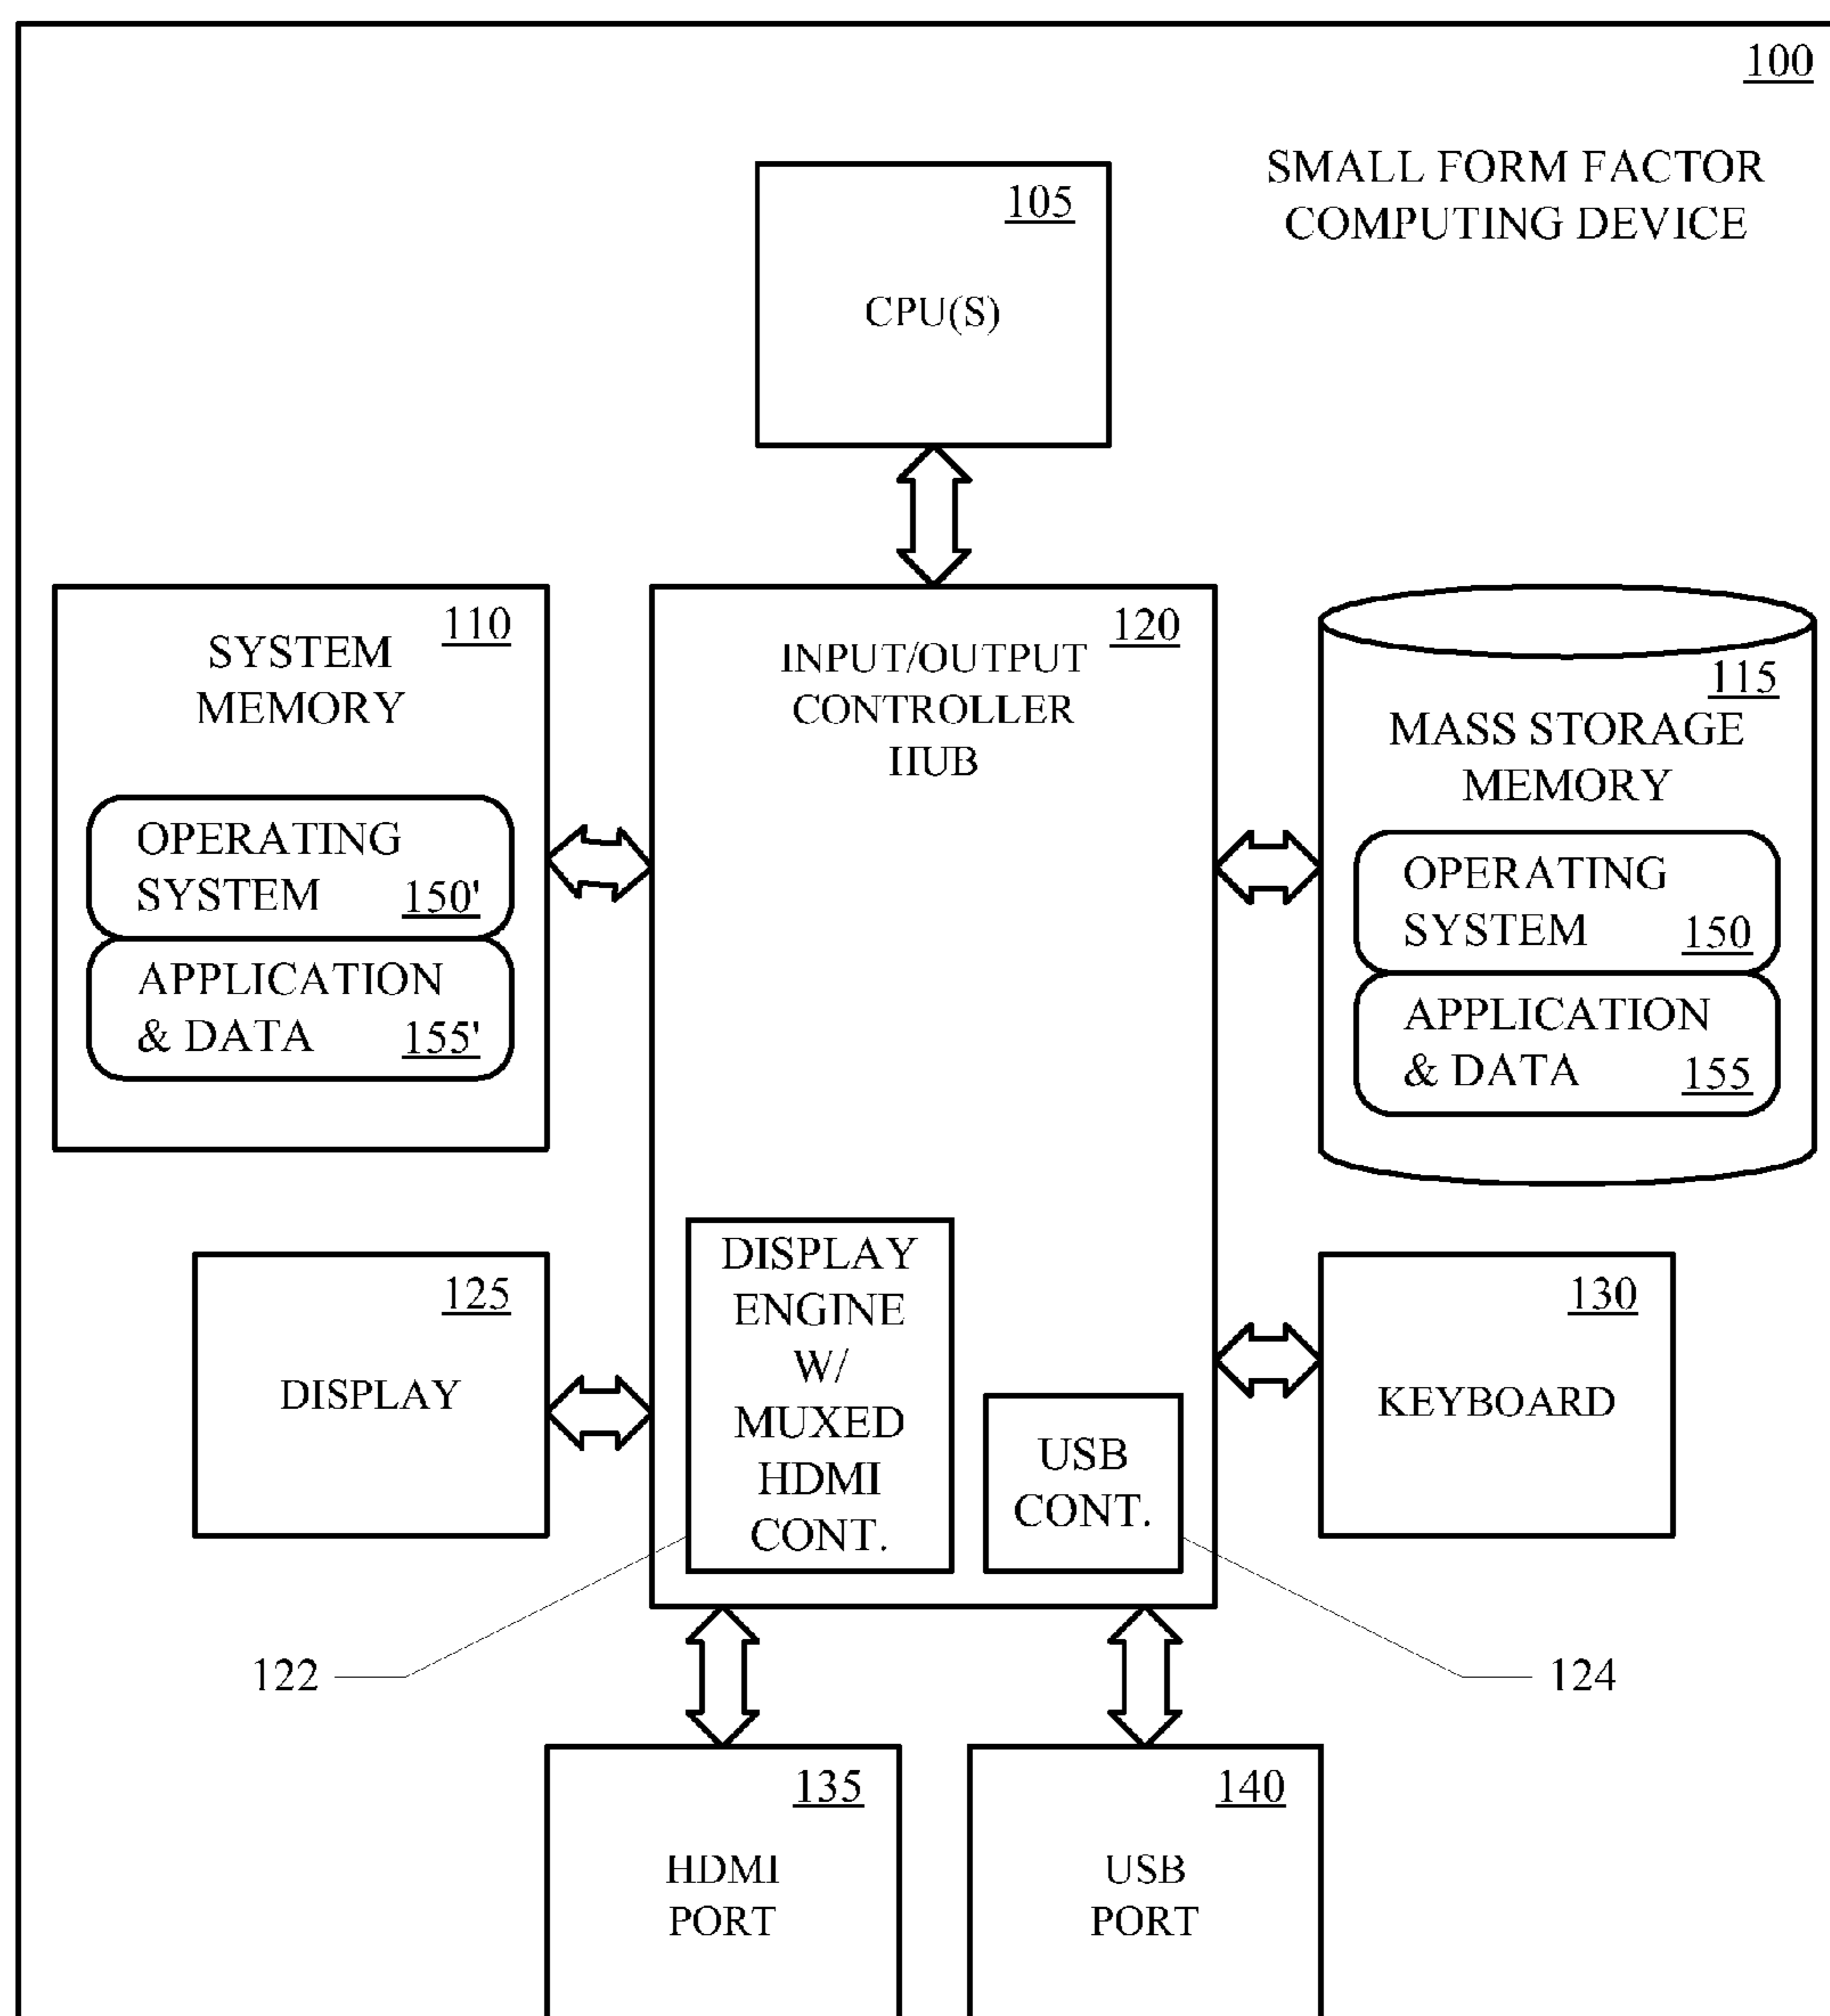 100
SMALL FORM FACTOR
COMPUTING DEVICE
105
CPU(S)
110
SYSTEM
MEMORY
OPERATING
SYSTEM 150'
APPLICATION
& DATA 155'
120
INPUT/OUTPUT
CONTROLLER
HUB
115
MASS STORAGE
MEMORY
OPERATING
SYSTEM 150
APPLICATION
& DATA 155
125
DISPLAY
DISPLAY
ENGINE
W/
MUXED
HDMI
CONT.
USB
CONT.
130
KEYBOARD
122
124
135
HDMI
PORT
140
USB
PORT